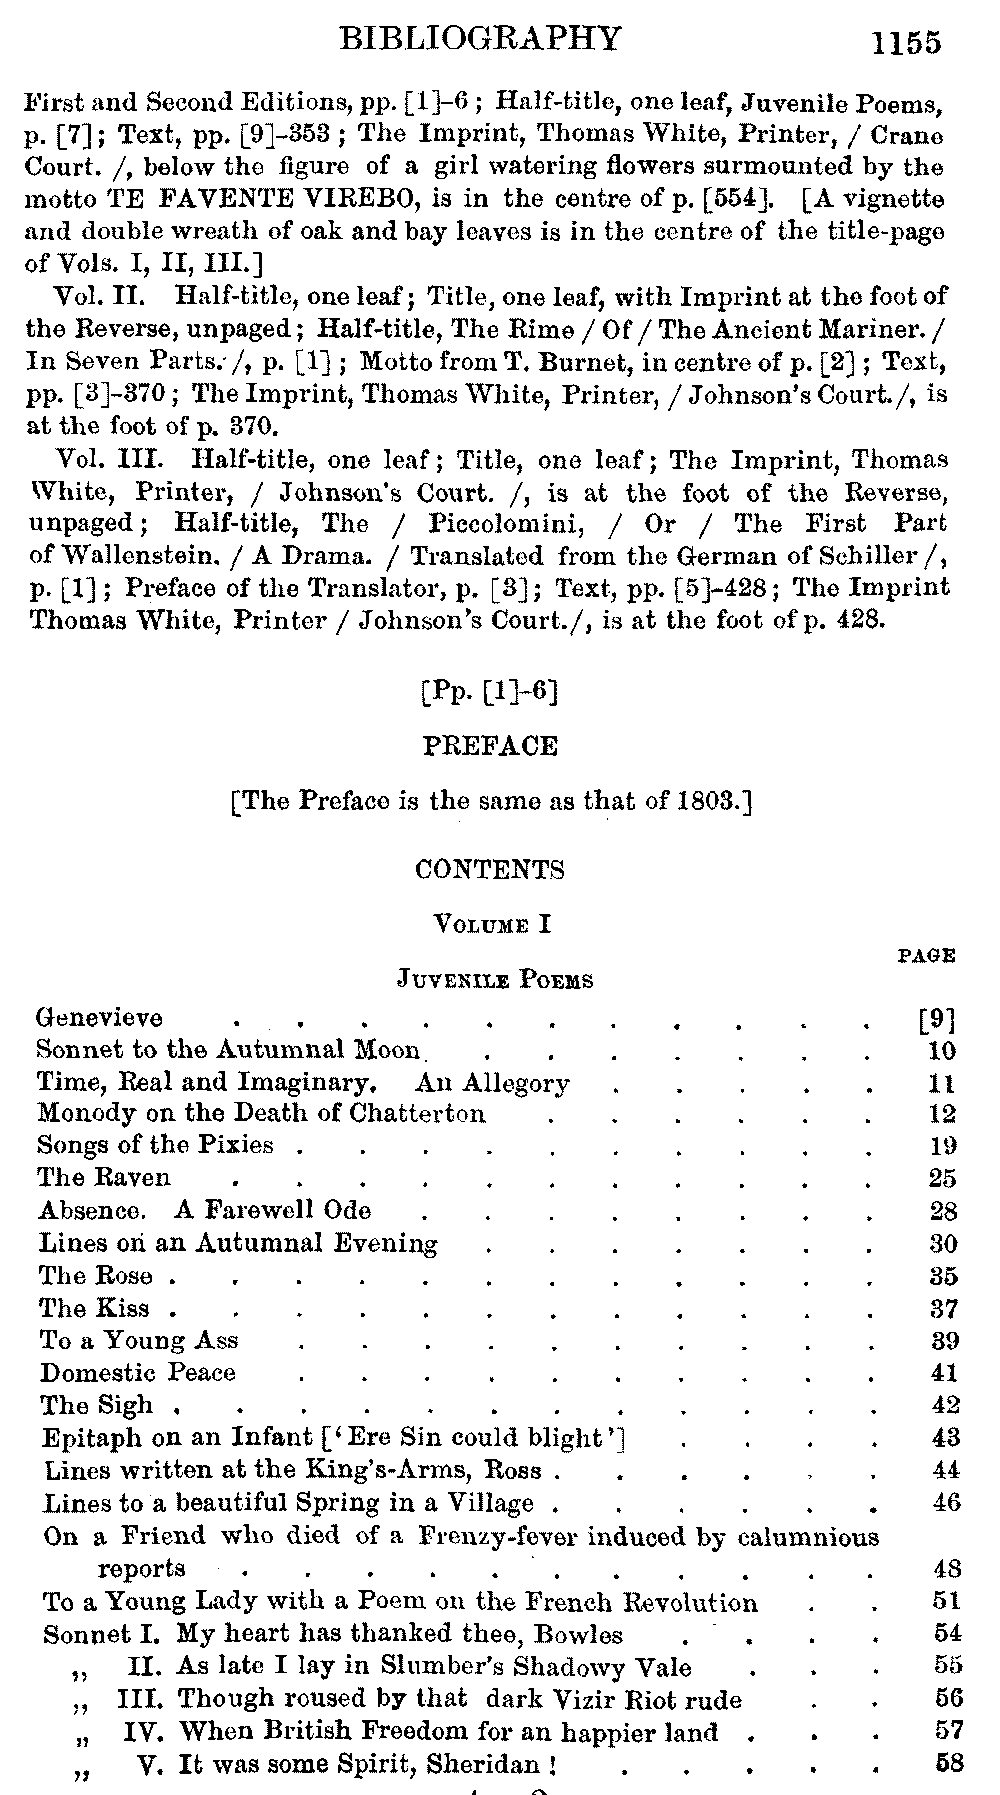 BIBLIOGRAPHY 1155
First and Second Editions, pp. [1]–6; Half-title, one leaf, Juvenile Poems,
p. [7]; Text, pp. [9]–353; The Imprint, Thomas White, Printer, / Crane
Court. /, below the figure of a girl watering flowers surmounted by the
motto TE FAVENTE VIREBO, is in the centre of p. [554]. [A vignette
and double wreath of oak and bay leaves is in the centre of the title-page
of Vols. I, II, III.]
Vol. II. Half-title, one leaf; Title, one leaf, with Imprint at the foot of
the Reverse, unpaged; Half-title, The Rime / Of / The Ancient Mariner. /
In Seven Parts. /, p. [1]; Motto from T. Burnet, in centre of p. [2]; Text,
pp. [3]–370; The Imprint, Thomas White, Printer, / Johnson's Court./, is
at the foot of p. 370.
Vol. III. Half-title, one leaf; Title, one leaf; The Imprint, Thomas
White, Printer, / Johnson's Court. /, is at the foot of the Reverse,
unpaged; Half-title, The / Piccolomini, / Or / The First Part
of Wallenstein. / A Drama. / Translated from the German of Schiller /,
p. [1]; Preface of the Translator, p. [3]; Text, pp. [5]–428; The Imprint
Thomas White, Printer / Johnson's Court./, is at the foot of p. 428.
[Pp. [1]–6]
PREFACE
[The Preface is the same as that of 1803.]
CONTENTS
VOLUME I
PAGE
JUVENILE POEMS
Genevieve . . . . . . . . . . . [9]
Sonnet to the Autumnal Moon . . . . . . . . 10
Time, Real and Imaginary. An Allegory . . . . . 11
Monody on the Death of Chatterton . . . . . . 12
Songs of the Pixies . . . . . . . . . . 19
The Raven . . . . . . . . . . . 25
Absence. A Farewell Ode . . . . . . . . 28
Lines on an Autumnal Evening . . . . . . . 30
The Rose . . . . . . . . . . . . 35
The Kiss . . . . . . . . . . . . 37
To a Young Ass . . . . . . . . . . 39
Domestic Peace . . . . . . . . . . 41
The Sigh . . . . . . . . . . . . 42
Epitaph on an Infant ['Ere Sin could blight'] . . . . 43
Lines written at the King's-Arms, Ross . . . . . . 44
Lines to a beautiful Spring in a Village . . . . . . 46
On a Friend who died of a Frenzy-fever induced by calumnious
reports . . . . . . . . . . . 48
To a Young Lady with a Poem on the French Revolution . . 51
Sonnet I. My heart has thanked thee, Bowles . . . . 54
„ II. As late I lay in Slumber's Shadowy Vale . . . 55
„ III. Though roused by that dark Vizir Riot rude . . 56
„ IV. When British Freedom for an happier land . . . 57
„ V. It was some Spirit, Sheridan! . . . . . 58